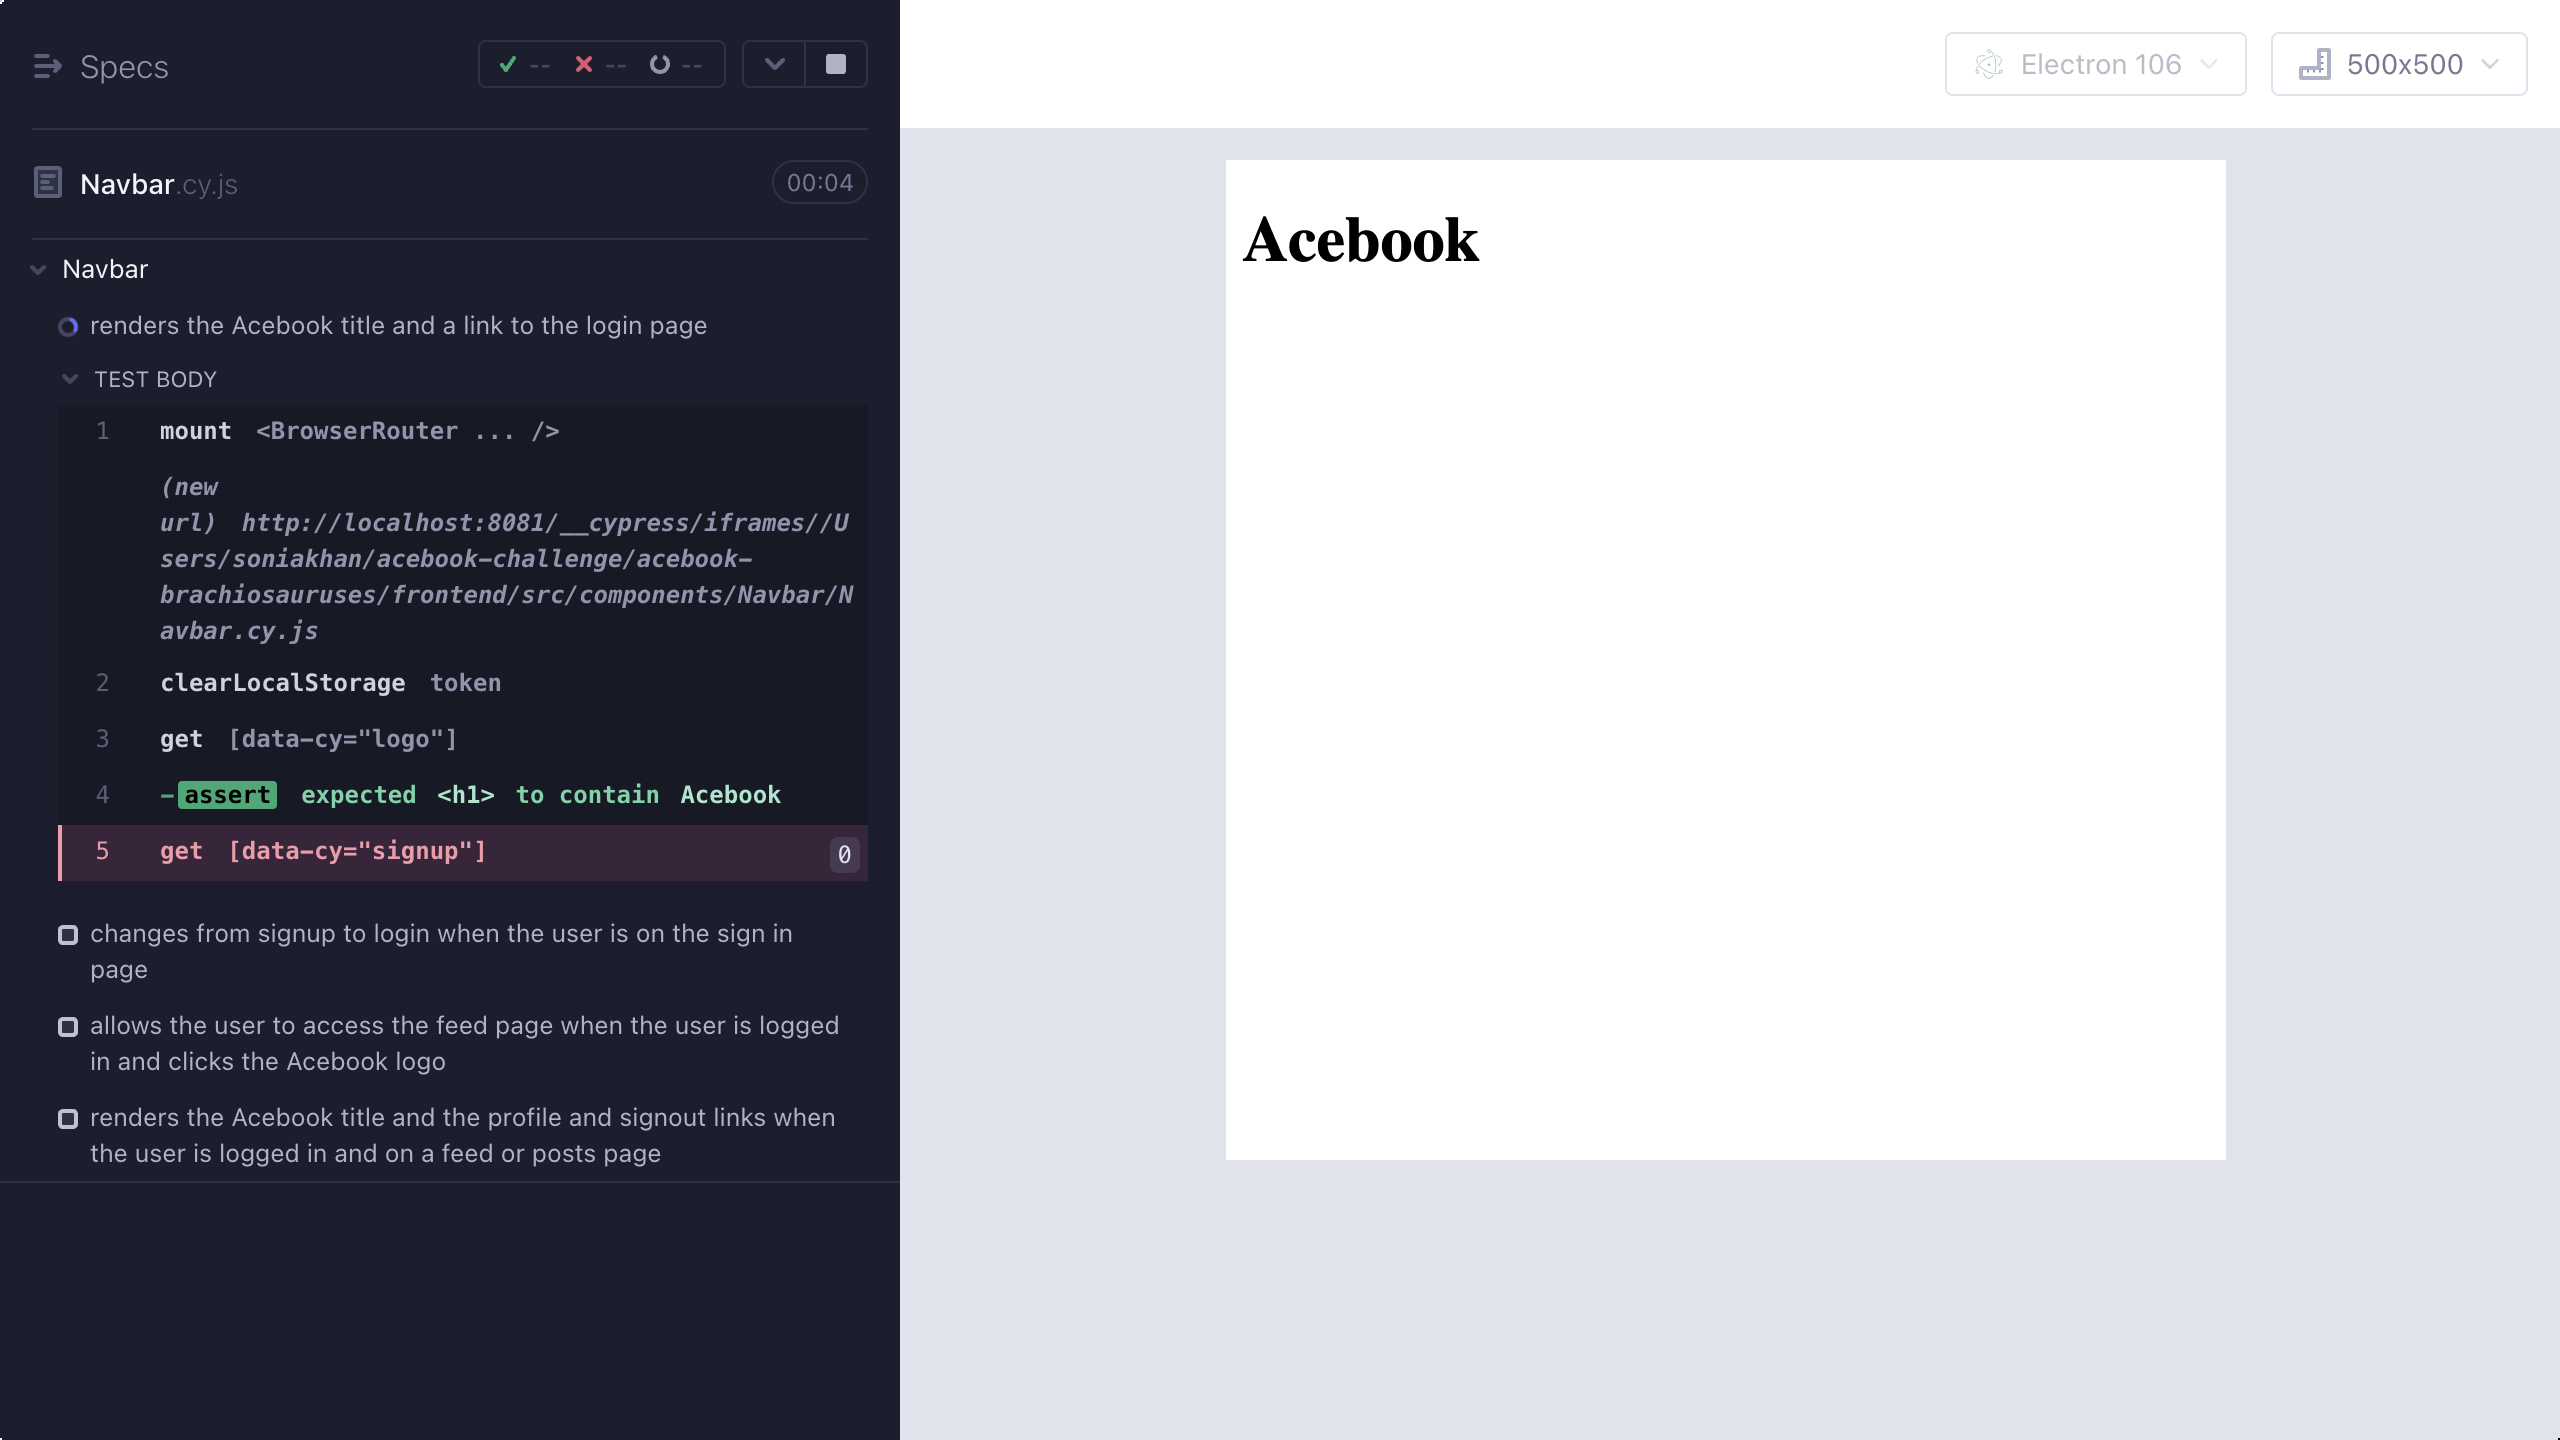 Specs
--
--
--
Electron 106
500x500
Navbar.cy.js
00:04
Navbar
renders the Acebook title and a link to the login page
TEST BODY
1 mount <BrowserRouter ... />
(new
url) http://localhost:8081/__cypress/iframes//U
sers/soniakhan/acebook-challenge/acebook-
brachiosauruses/frontend/src/components/Navbar/N
avbar.cy.js
2 clearLocalStorage token
3 get [data-cy="logo"]
4 -assert expected <h1> to contain Acebook
5 get [data-cy="signup"] 0
changes from signup to login when the user is on the sign in
page
allows the user to access the feed page when the user is logged
in and clicks the Acebook logo
renders the Acebook title and the profile and signout links when
the user is logged in and on a feed or posts page
Acebook